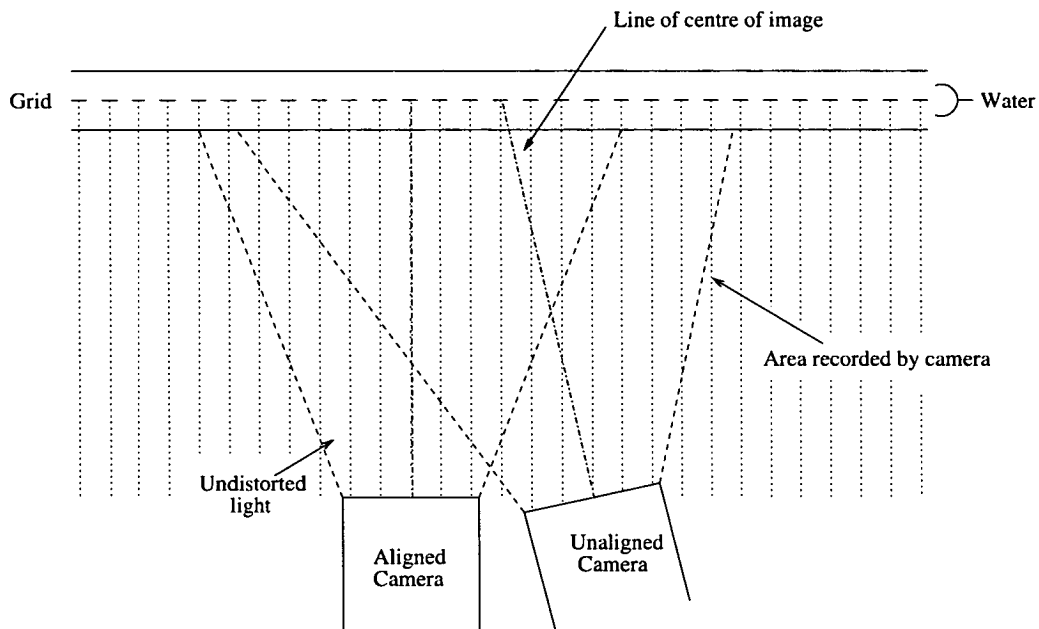 Line of centre of image
Grid
Water
Area recorded by camera
Undistorted
light
Aligned
Camera
Unaligned
Camera